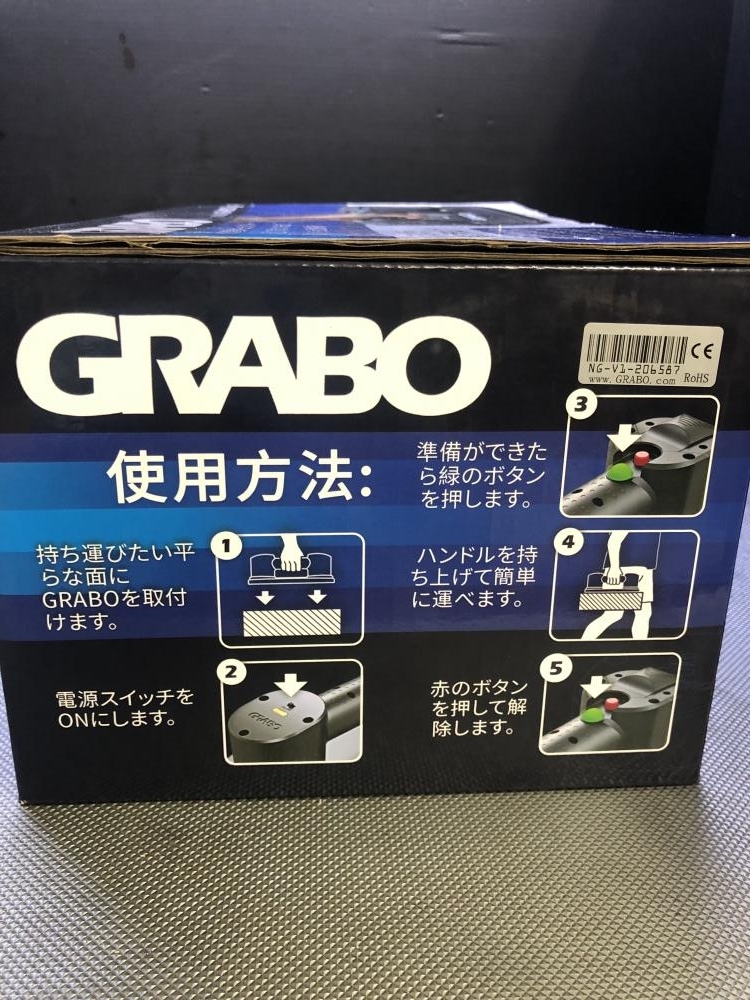 GRABO
NG-V1-206587
CE
www.GRABO.com RoHS
使用方法:
1
持ち運びたい平
らな面に
GRABOを取付
けます。
2
電源スイッチを
ONにします。
GRABO
3
準備ができた
ら緑のボタン
を押します。
4
ハンドルを持
ち上げて簡単
に運べます。
5
赤のボタン
を押して解
除します。